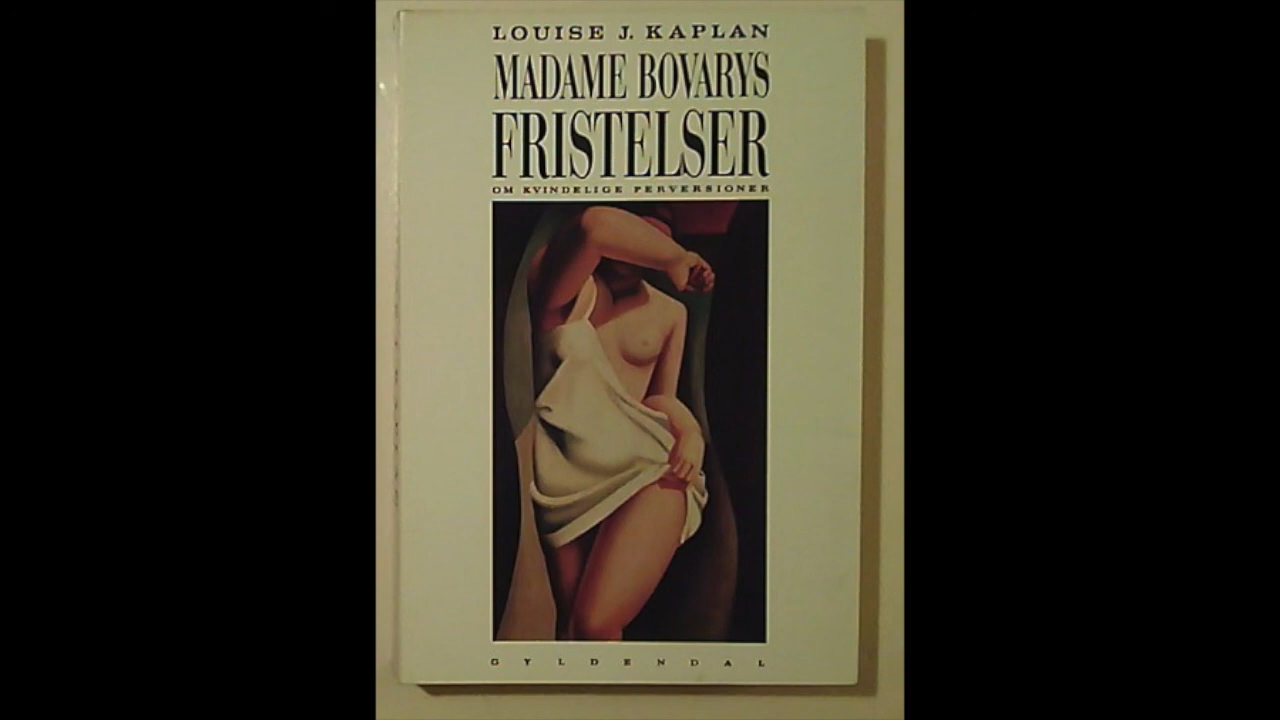 LOUISE J. KAPLAN
MADAME BOVARYS
FRISTELSER
OM KVINDELIGE PERVERSIONER
GYLDENDAL